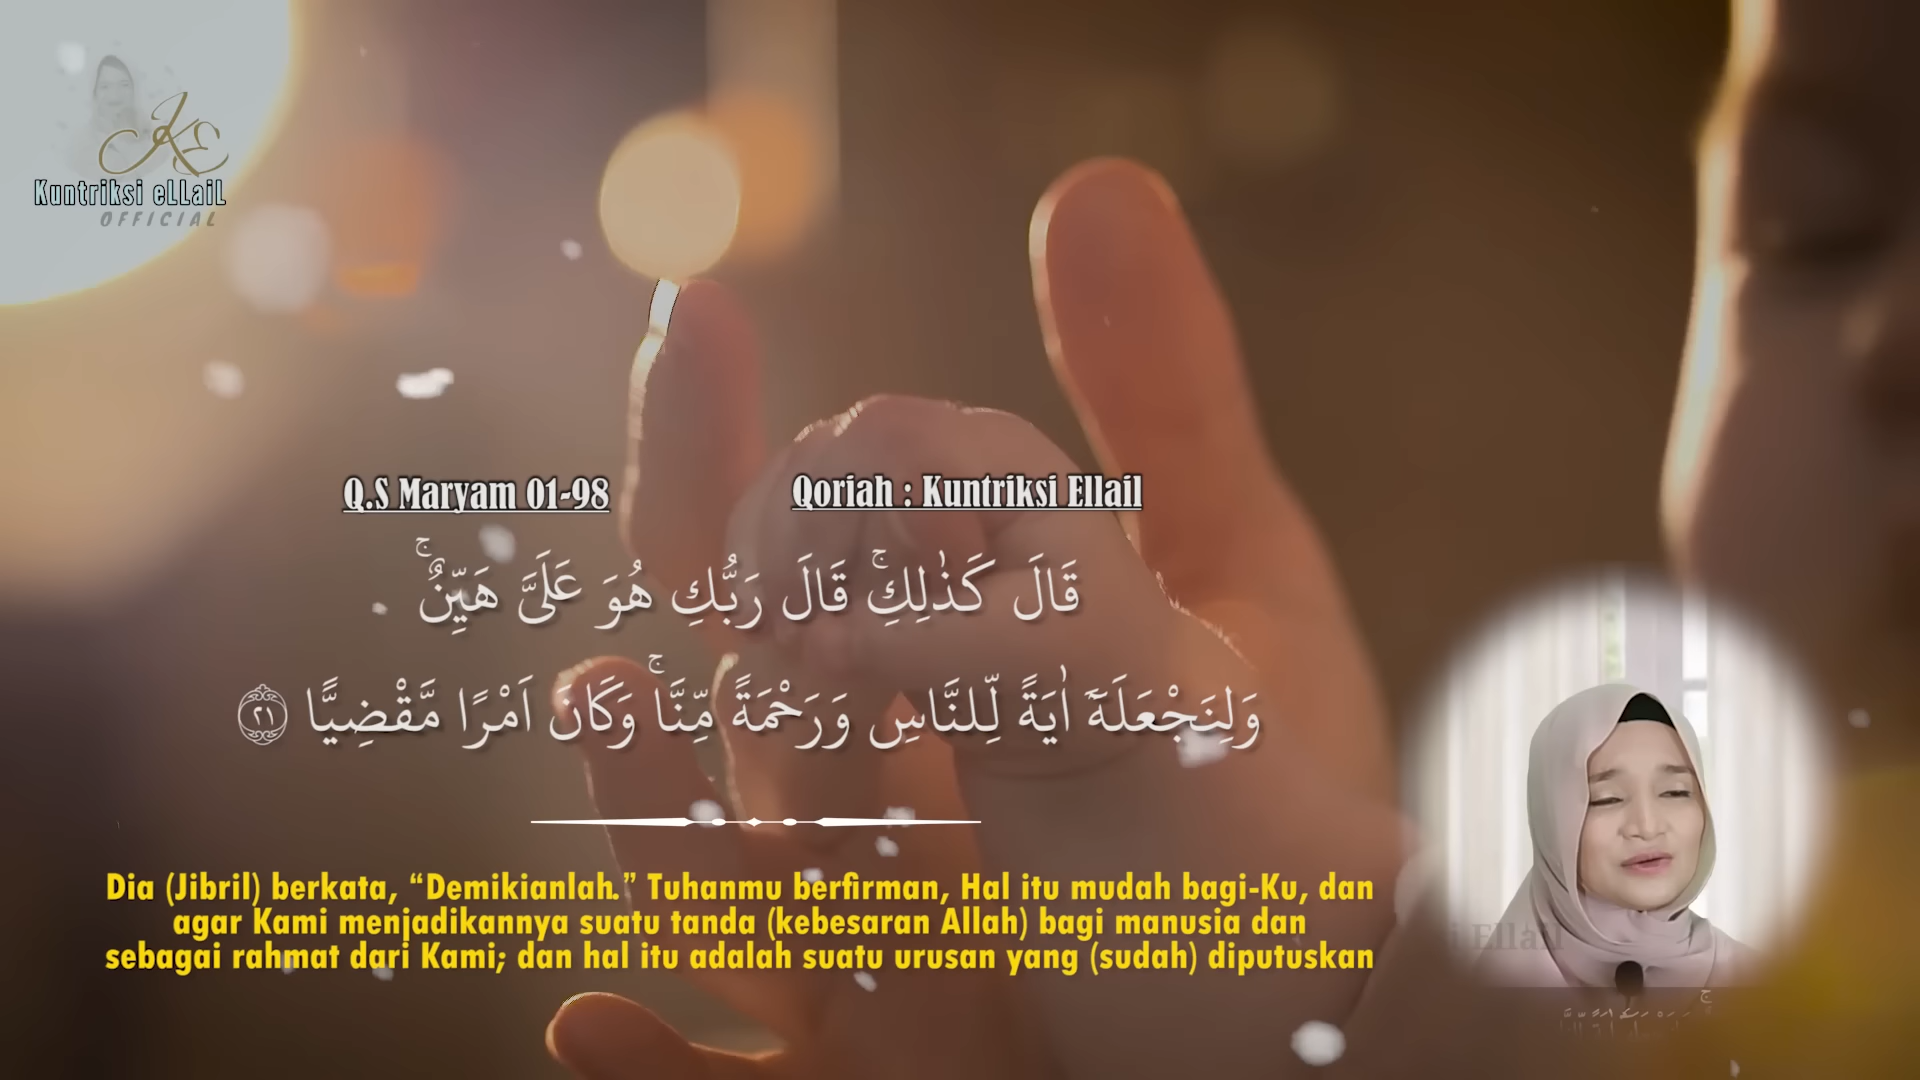 KE
Kuntriksi eLLaiL
OFFICIAL
Q.S Maryam 01-98
Qoriah : Kuntriksi Ellail
قَالَ كَذٰلِكِۚ قَالَ رَبُّكِ هُوَ عَلَيَّ هَيِّنٌۚ
وَلِنَجْعَلَهٗٓ اٰيَةً لِّلنَّاسِ وَرَحْمَةً مِّنَّاۚ وَكَانَ اَمْرًا مَّقْضِيًّا ٢١
Dia (Jibril) berkata, “Demikianlah.” Tuhanmu berfirman, Hal itu mudah bagi-Ku, dan
agar Kami menjadikannya suatu tanda (kebesaran Allah) bagi manusia dan
sebagai rahmat dari Kami; dan hal itu adalah suatu urusan yang (sudah) diputuskan
i Ellail